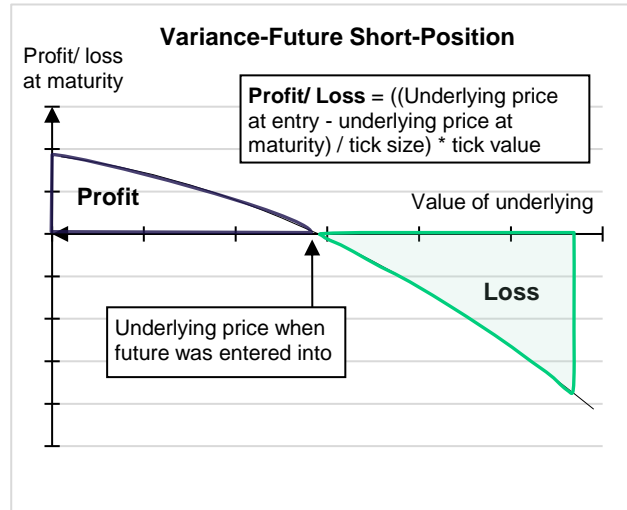 Variance-Future Short-Position
Profit/ loss
at maturity
Profit/ Loss = ((Underlying price
at entry - underlying price at
maturity) / tick size) * tick value
Profit
Value of underlying
Loss
Underlying price when
future was entered into